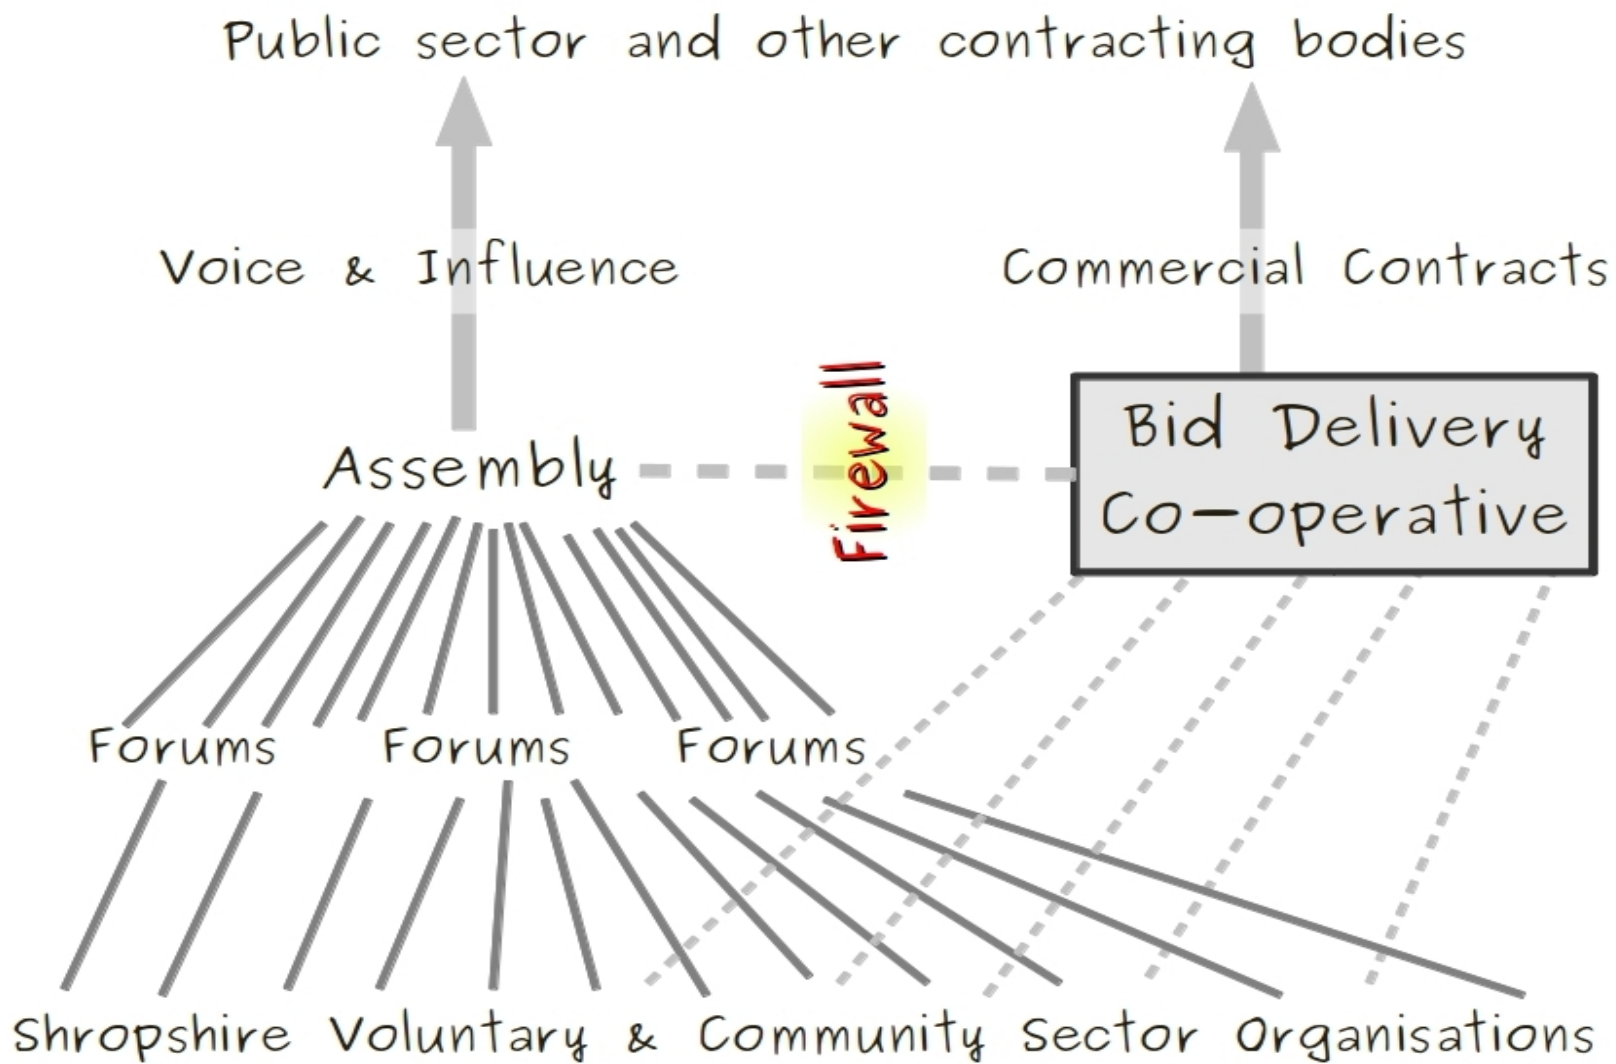 Public sector and other contracting bodies
Voice & Influence
Commercial Contracts
Firewall
Assembly
Bid Delivery
Co-operative
Forums Forums Forums
Shropshire Voluntary & Community Sector Organisations